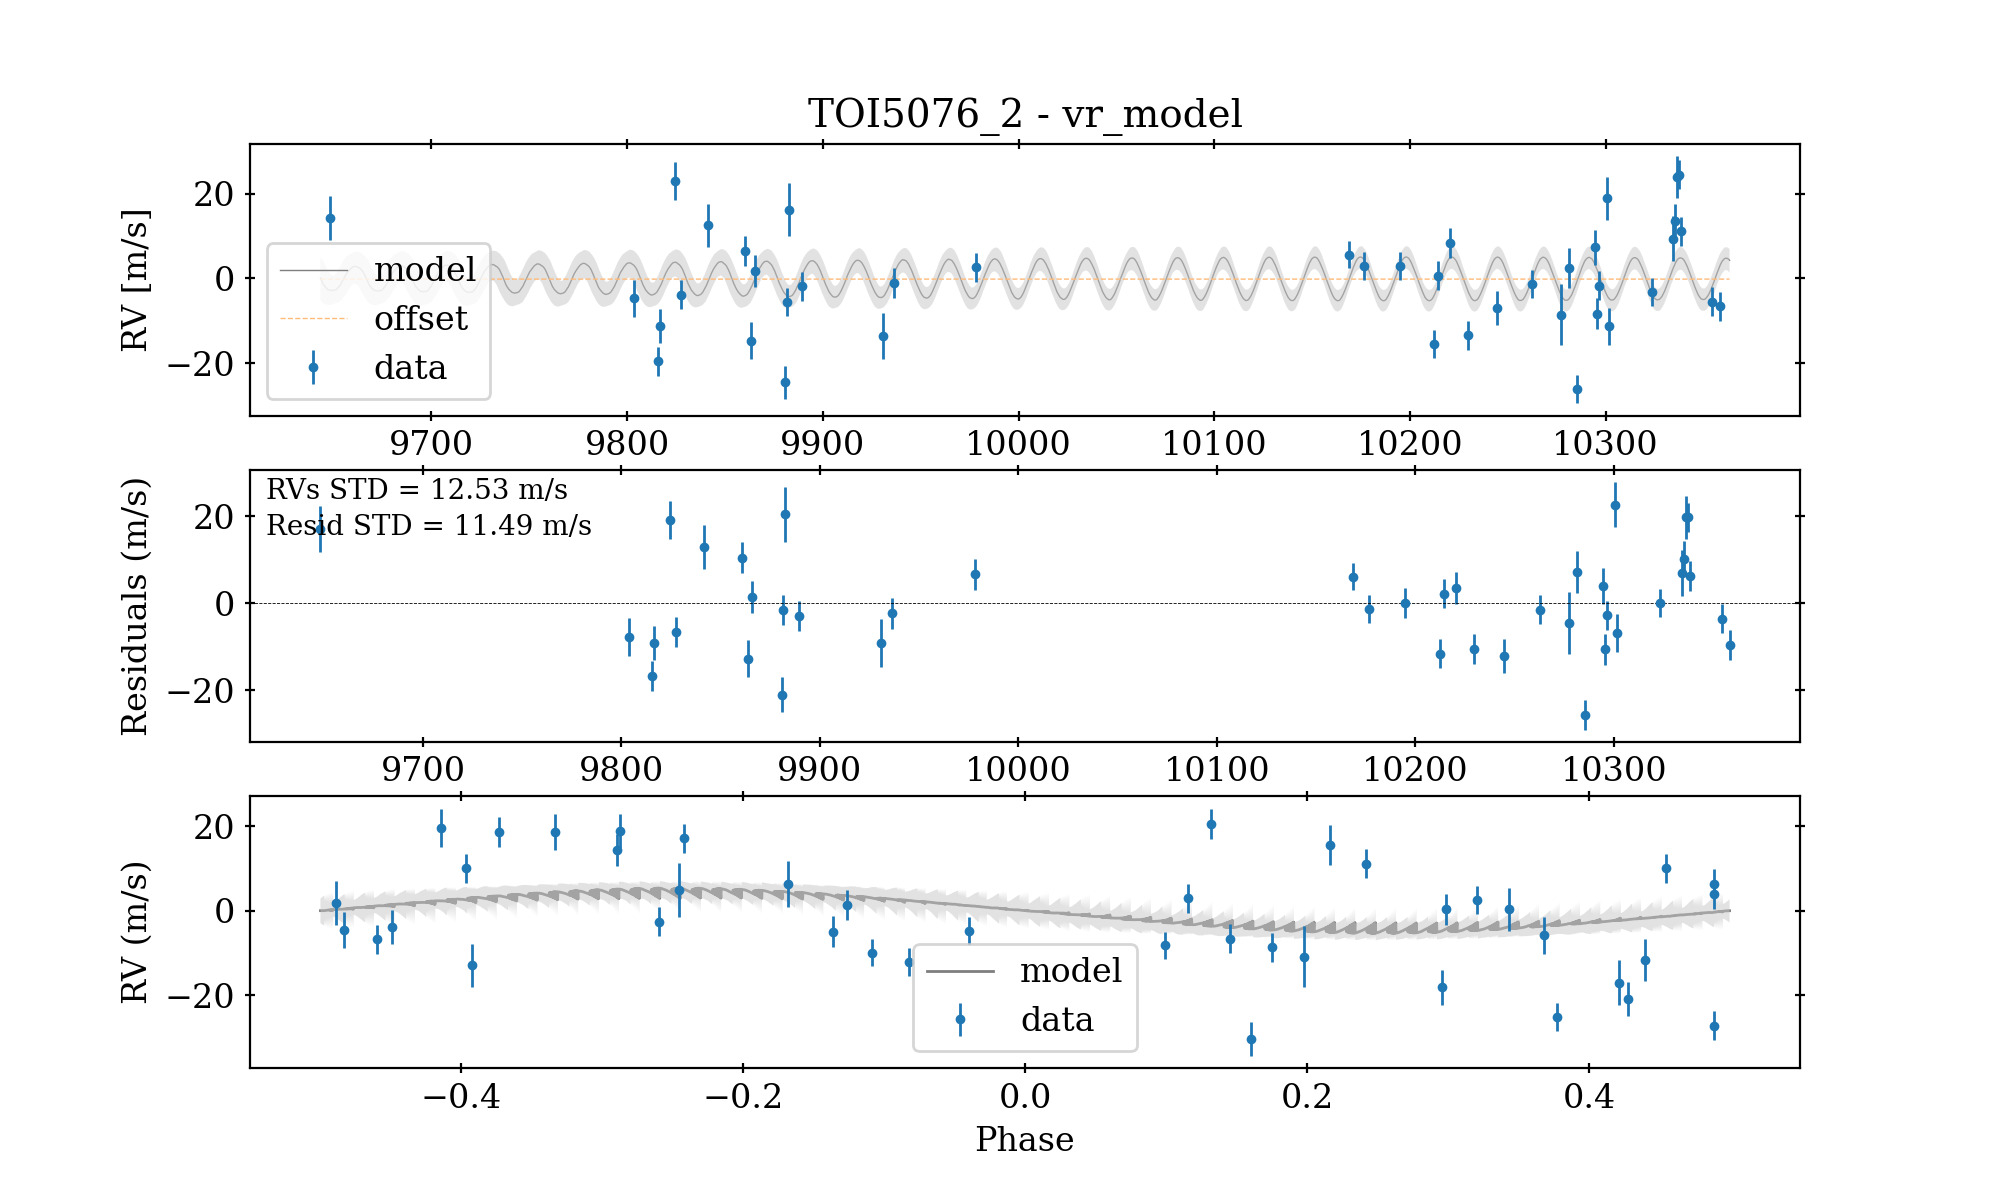 TOI5076_2 - vr_model
RV [m/s]
20
0
−20
model
offset
data
9700 9800 9900 10000 10100 10200 10300
Residuals (m/s)
20
0
−20
RVs STD = 12.53 m/s
Resid STD = 11.49 m/s
9700 9800 9900 10000 10100 10200 10300
RV (m/s)
20
0
−20
model
data
−0.4 −0.2 0.0 0.2 0.4
Phase